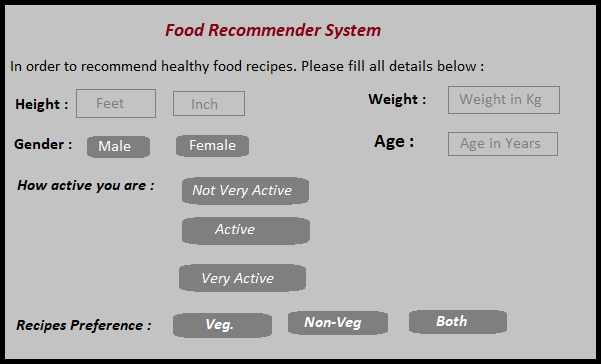 Food Recommender System
In order to recommend healthy food recipes. Please fill all details below :
Height : Feet Inch Weight : Weight in Kg
Gender : Male Female Age : Age in Years
How active you are : Not Very Active
Active
Very Active
Recipes Preference : Veg. Non-Veg Both